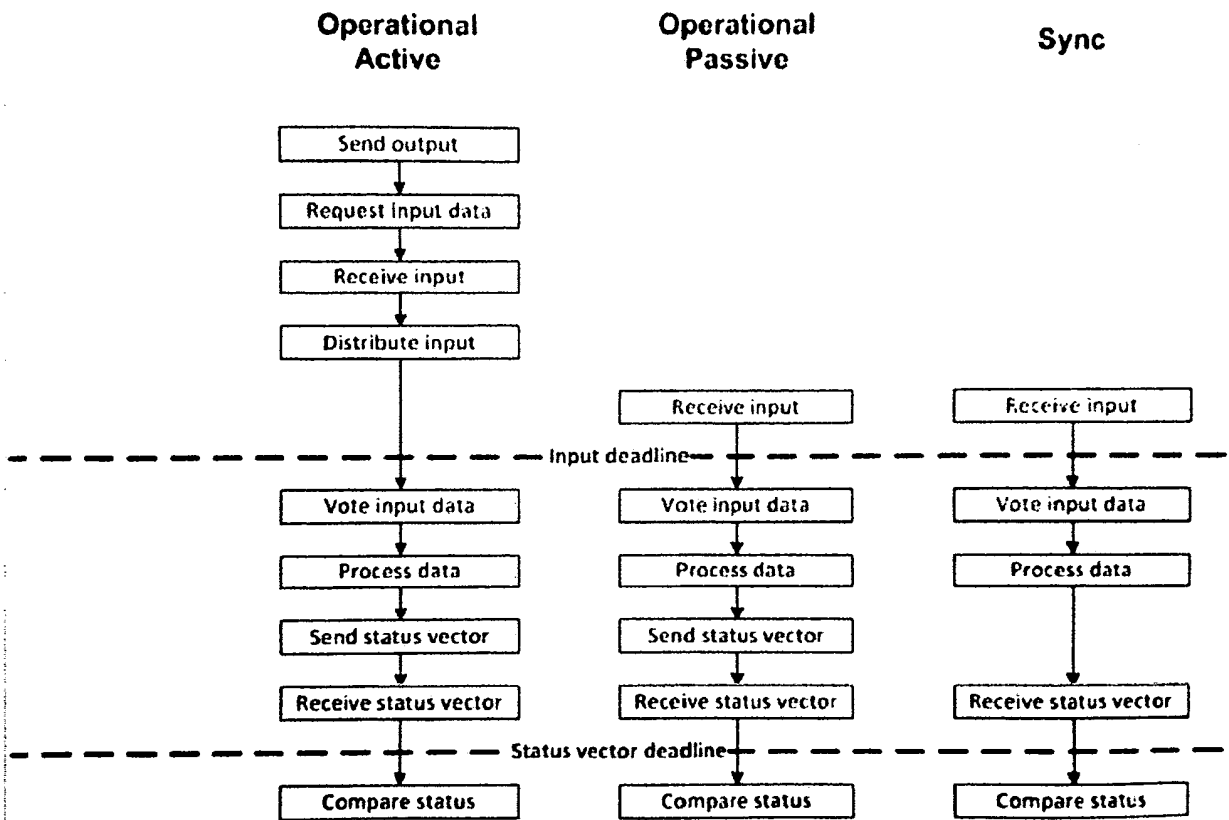 Operational
Active
Operational
Passive
Sync
Send output
Request input data
Receive input
Distribute input
Receive input
Receive input
Input deadline
Vote input data
Vote input data
Vote input data
Process data
Process data
Process data
Send status vector
Send status vector
Receive status vector
Receive status vector
Receive status vector
Status vector deadline
Compare status
Compare status
Compare status